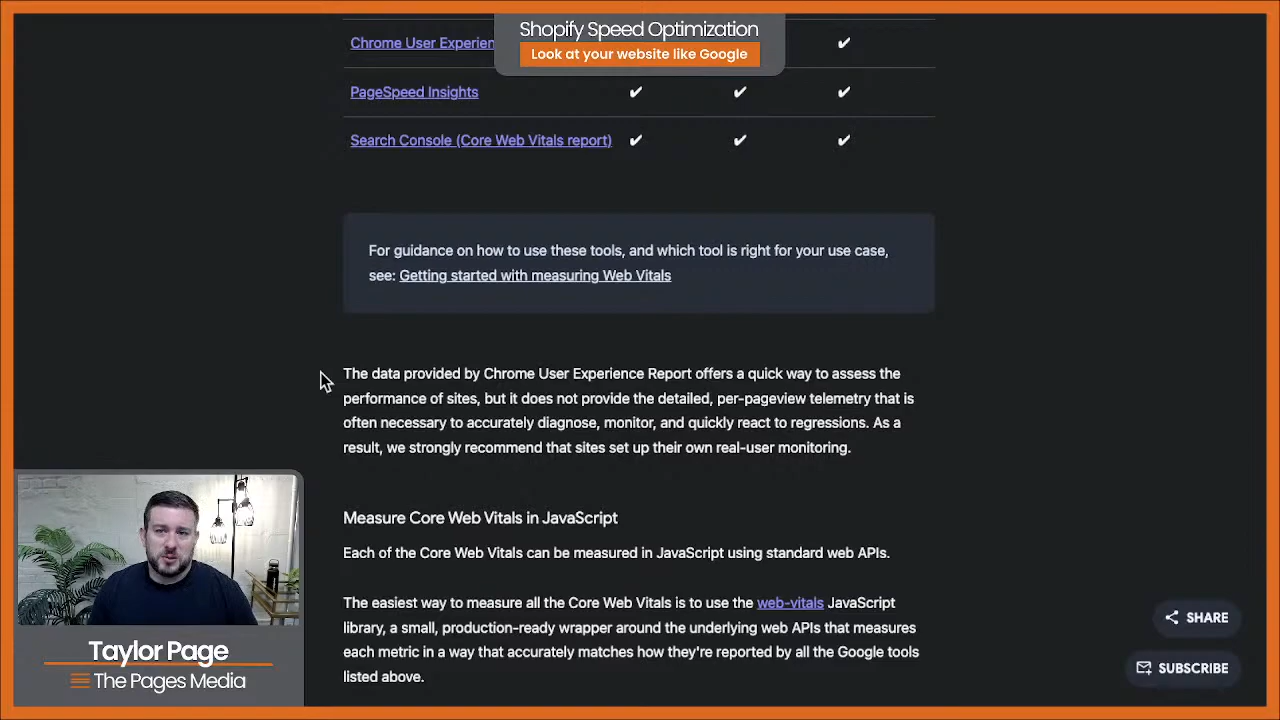 Shopify Speed Optimization
Look at your website like Google
Chrome User Experien
PageSpeed Insights ✔ ✔ ✔
Search Console (Core Web Vitals report) ✔ ✔ ✔
For guidance on how to use these tools, and which tool is right for your use case,
see: Getting started with measuring Web Vitals
The data provided by Chrome User Experience Report offers a quick way to assess the
performance of sites, but it does not provide the detailed, per-pageview telemetry that is
often necessary to accurately diagnose, monitor, and quickly react to regressions. As a
result, we strongly recommend that sites set up their own real-user monitoring.
Measure Core Web Vitals in JavaScript
Each of the Core Web Vitals can be measured in JavaScript using standard web APIs.
The easiest way to measure all the Core Web Vitals is to use the web-vitals JavaScript
library, a small, production-ready wrapper around the underlying web APIs that measures
each metric in a way that accurately matches how they're reported by all the Google tools
listed above.
SHARE
SUBSCRIBE
Taylor Page
The Pages Media